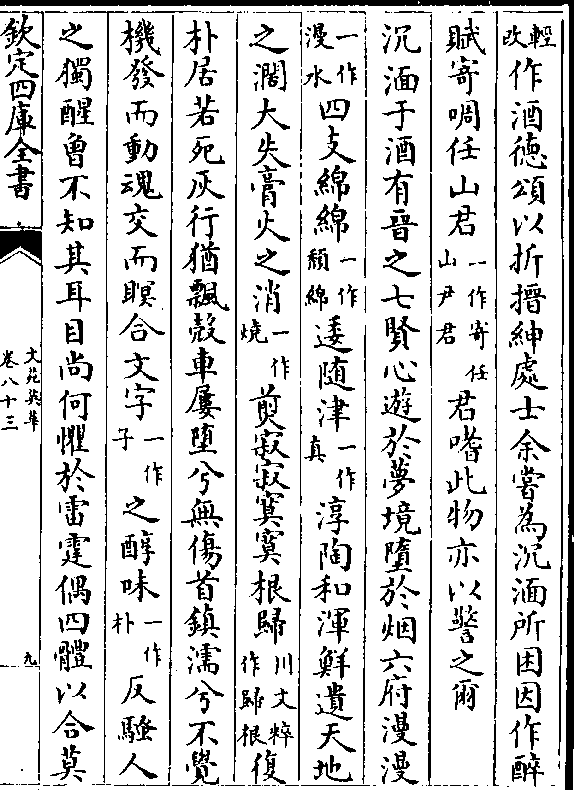 輕改作酒德頌以折搢紳處士余嘗為沉湎所困因作醉
賦寄唈任山君一作寄任山尹君君嗜此物亦以警之爾
沉湎于酒有晉之七賢心遊於夢境墮於烟六府漫漫
一作漫水四支綿綿一作頹綿逶随津一作真淳陶和渾鮮遺天地
之濶大失膏火之消一作燒煎寂寂寞寞根歸川文粹作歸根復
朴居若死灰行猶飄殼車屢墮兮無傷首鎮濡兮不覺
機發而動魂交而瞑合文字一作子之醇味一作朴反騷人
之獨醒曾不知其耳目尚何懼於雷霆偶四體以合莫
欽定四庫全書
文苑英華
卷八十三
九